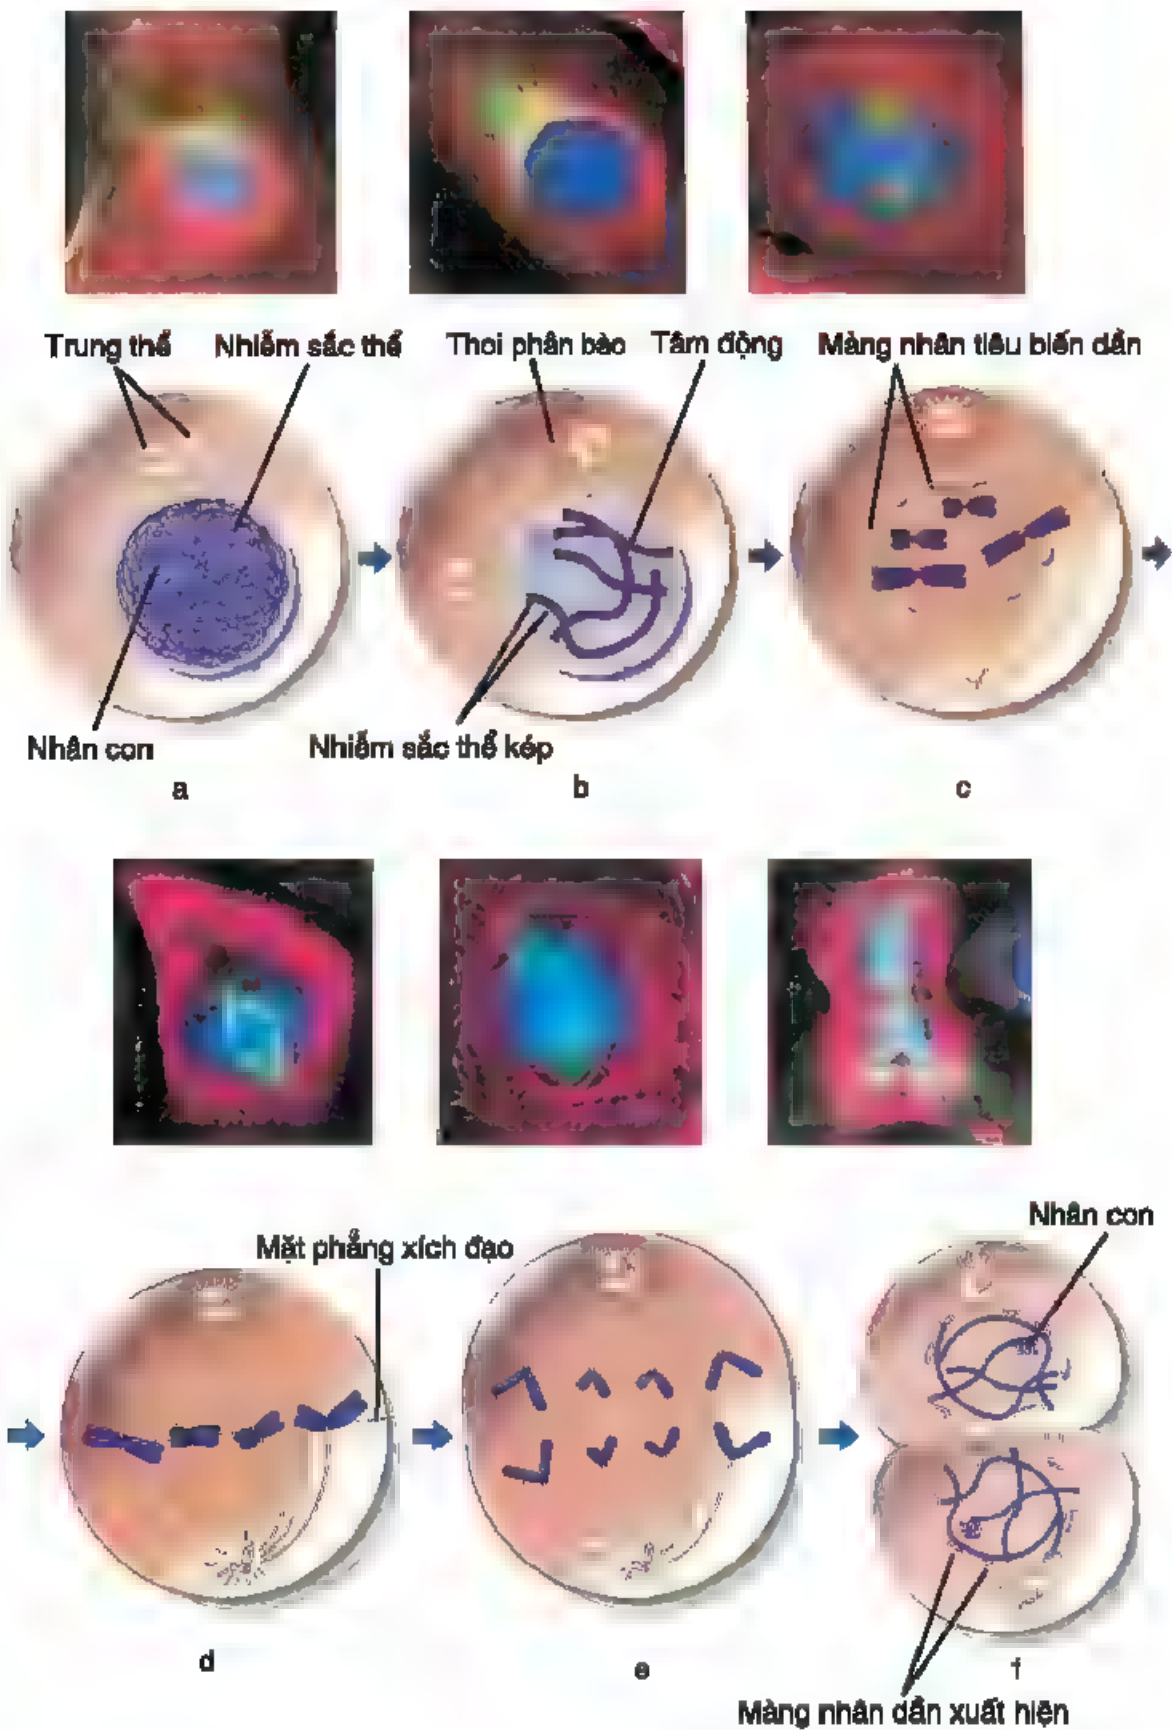 Trung thể Nhiễm sắc thể Thoi phân bào Tâm động Màng nhân tiêu biến dần
Nhân con Nhiễm sắc thể kép
a b c
Nhân con
Mặt phẳng xích đạo
d e f
Màng nhân dần xuất hiện